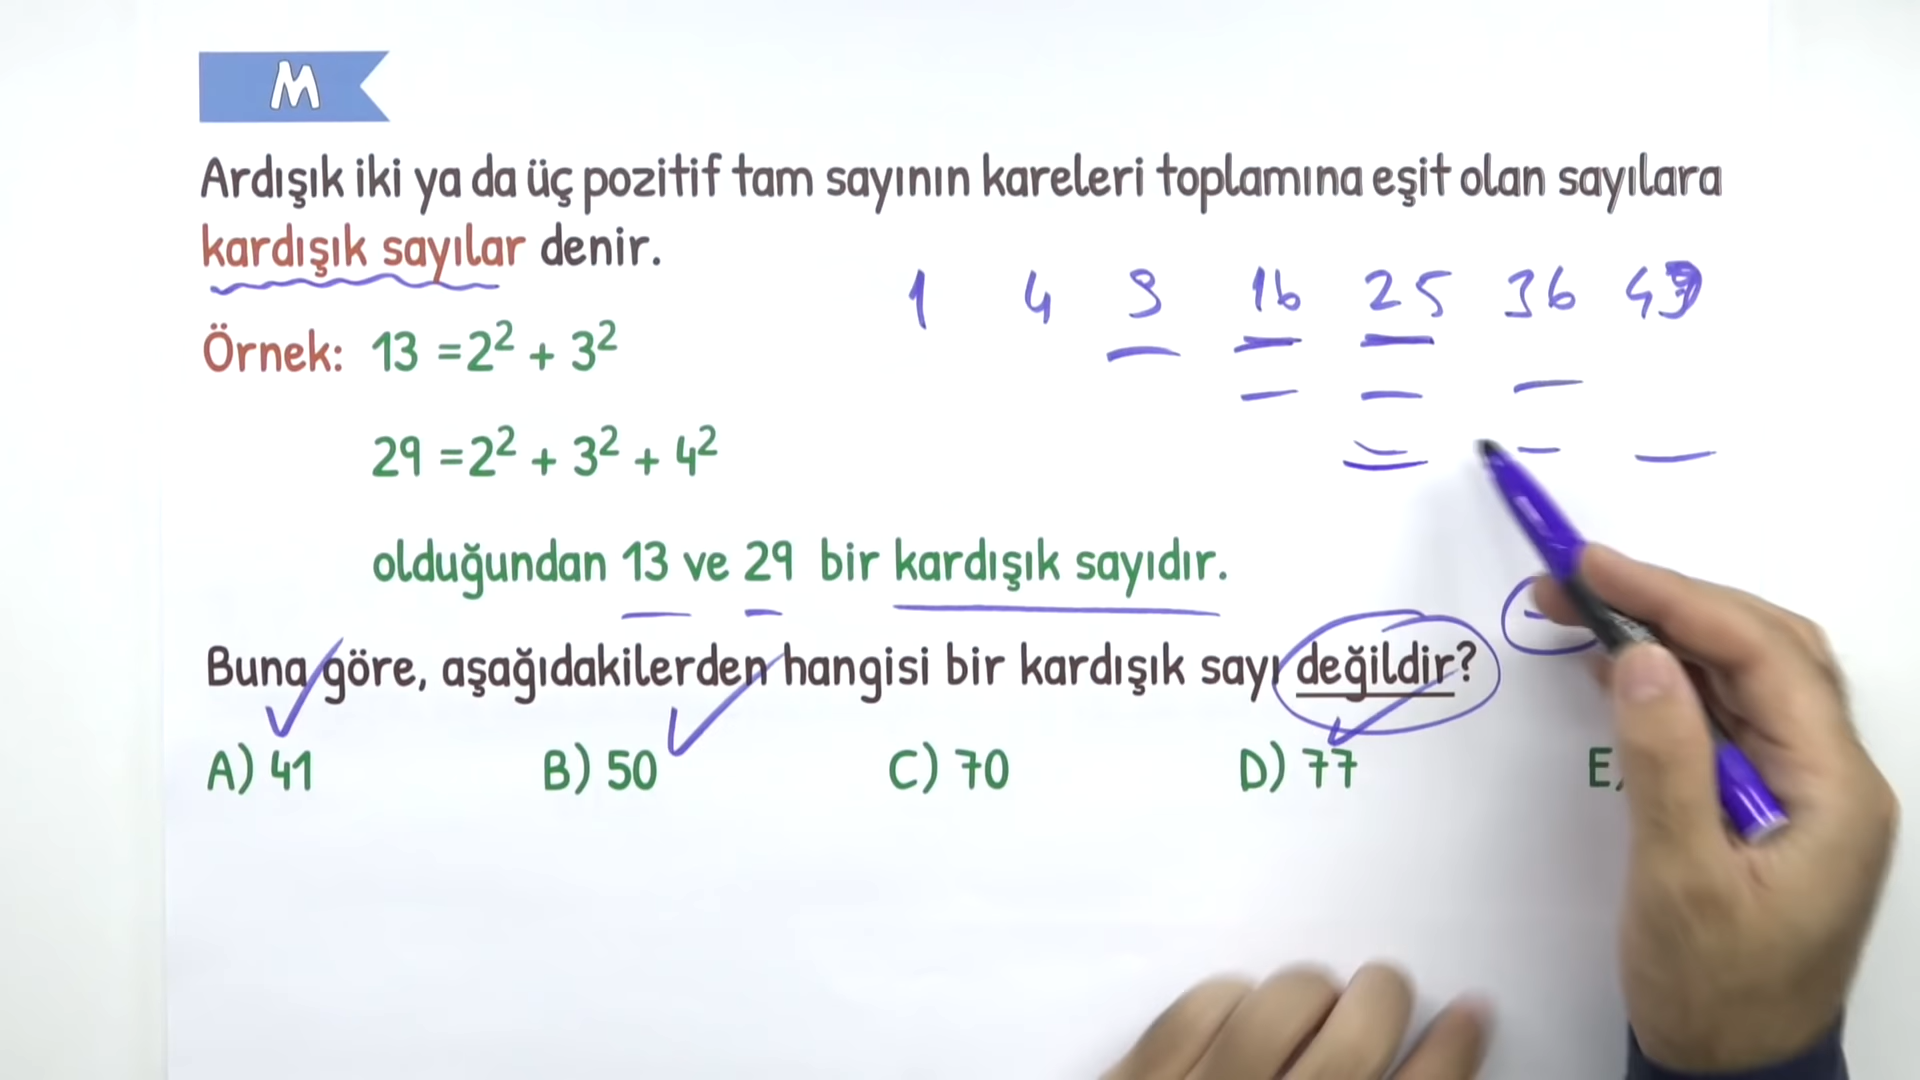 M
Ardışık iki ya da üç pozitif tam sayının kareleri toplamına eşit olan sayılara
kardışık sayılar denir.
1 4 9 16 25 36 49
Örnek: 13 = 2² + 3²
29 = 2² + 3² + 4²
olduğundan 13 ve 29 bir kardışık sayıdır.
Buna göre, aşağıdakilerden hangisi bir kardışık sayı değildir?
A) 41 B) 50 C) 70 D) 77 E)